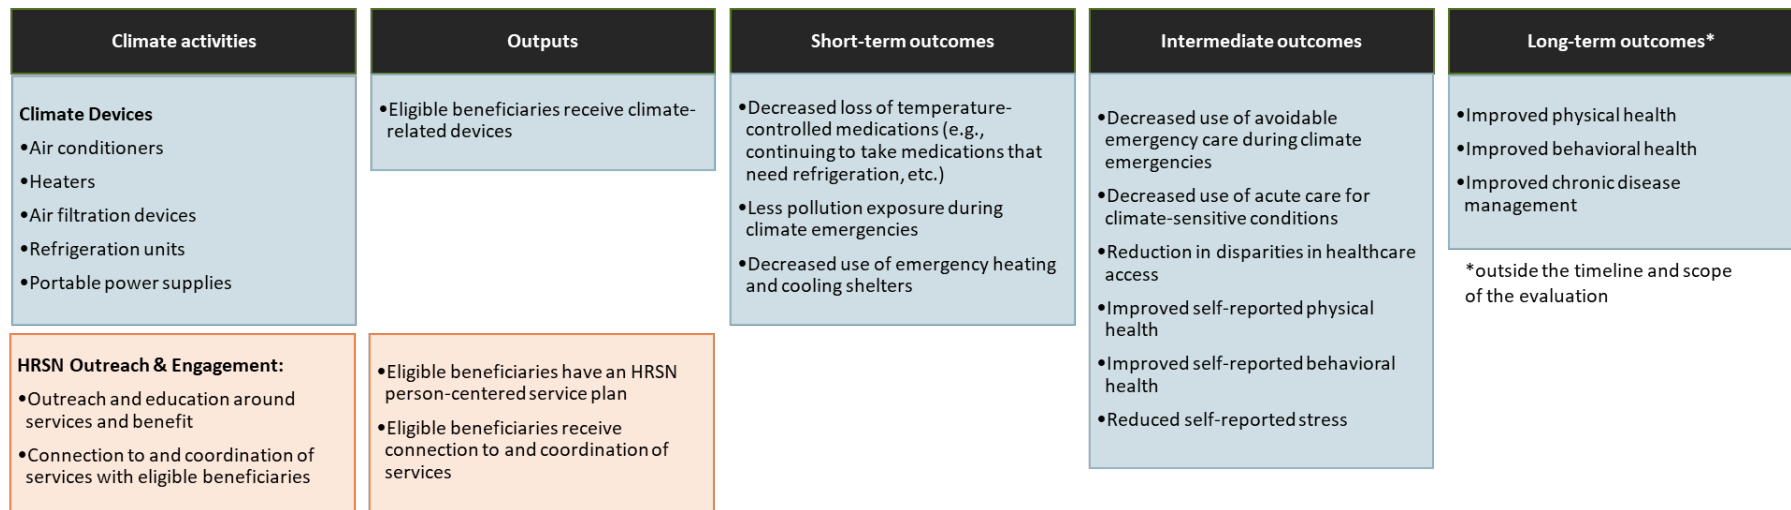 Climate activities
Climate Devices
•Air conditioners
•Heaters
•Air filtration devices
•Refrigeration units
•Portable power supplies
HRSN Outreach & Engagement:
•Outreach and education around
services and benefit
•Connection to and coordination of
services with eligible beneficiaries
Outputs
•Eligible beneficiaries receive climate-
related devices
•Eligible beneficiaries have an HRSN
person-centered service plan
•Eligible beneficiaries receive
connection to and coordination of
services
Short-term outcomes
•Decreased loss of temperature-
controlled medications (e.g.,
continuing to take medications that
need refrigeration, etc.)
•Less pollution exposure during
climate emergencies
•Decreased use of emergency heating
and cooling shelters
Intermediate outcomes
•Decreased use of avoidable
emergency care during climate
emergencies
•Decreased use of acute care for
climate-sensitive conditions
•Reduction in disparities in healthcare
access
•Improved self-reported physical
health
•Improved self-reported behavioral
health
•Reduced self-reported stress
Long-term outcomes*
•Improved physical health
•Improved behavioral health
•Improved chronic disease
management
*outside the timeline and scope
of the evaluation